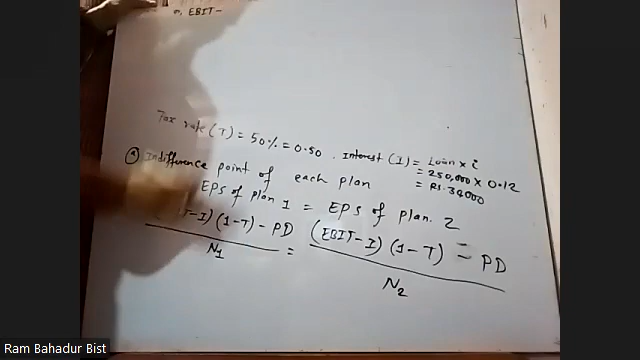 or, EBIT-
Tax rate (T) = 50% = 0.50 . Interest (I) = Loan × i
= 250,000 × 0.12
= Rs. 30000
(a) Indifference point of each plan
EPS of plan 1 = EPS of plan. 2
T-I) (1-T) - PD = (EBIT-I) (1-T) - PD
N1 N2
Ram Bahadur Bist